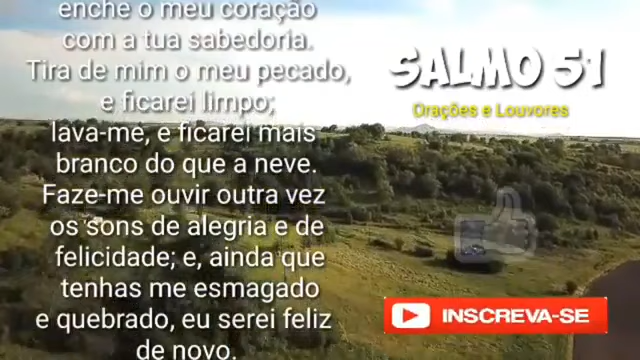 enche o meu coração
com a tua sabedoria.
Tira de mim o meu pecado,
e ficarei limpo;
lava-me, e ficarei mais
branco do que a neve.
Faze-me ouvir outra vez
os sons de alegria e de
felicidade; e, ainda que
tenhas me esmagado
e quebrado, eu serei feliz
de novo.
SALMO 51
Orações e Louvores
INSCREVA-SE